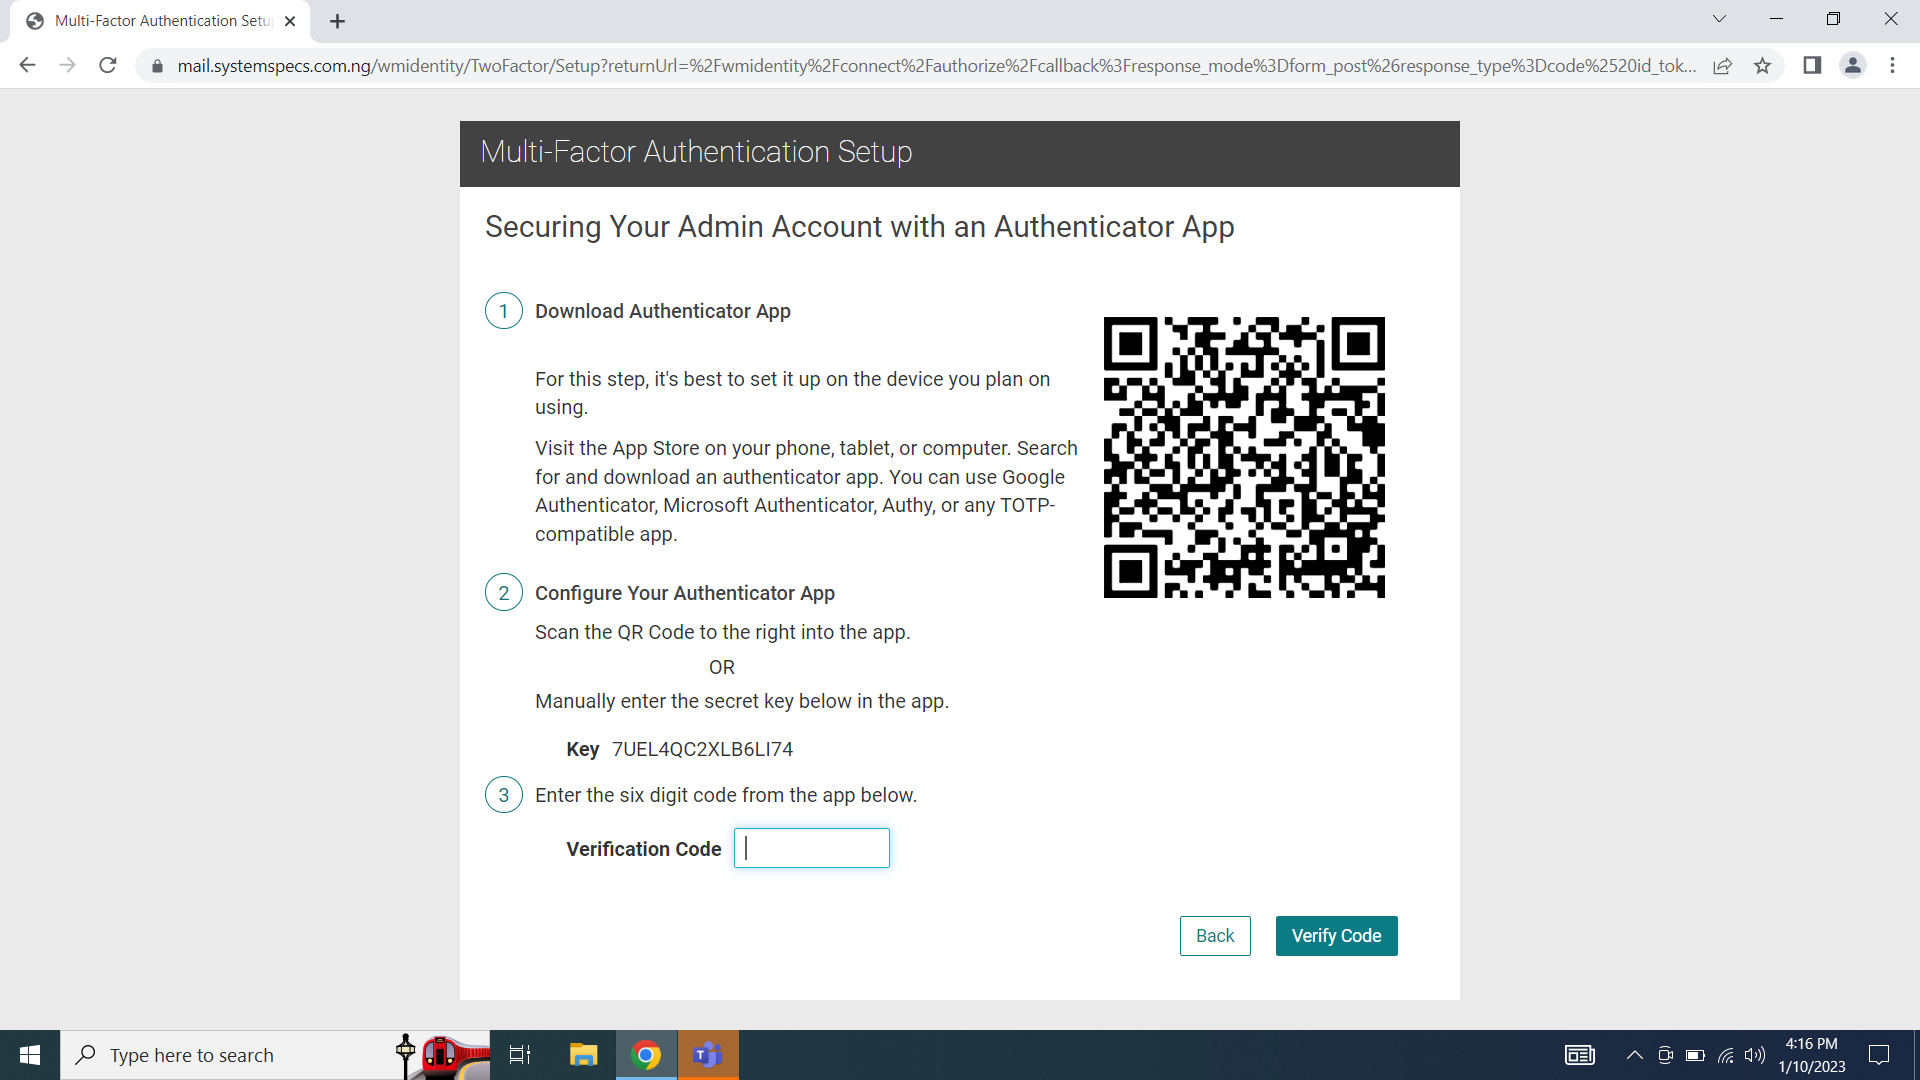 Multi-Factor Authentication Setu
mail.systemspecs.com.ng/wmidentity/TwoFactor/Setup?returnUrl=%2Fwmidentity%2Fconnect%2Fauthorize%2Fcallback%3Fresponse_mode%3Dform_post%26response_type%3Dcode%2520id_tok...
Multi-Factor Authentication Setup
Securing Your Admin Account with an Authenticator App
1 Download Authenticator App
For this step, it's best to set it up on the device you plan on
using.
Visit the App Store on your phone, tablet, or computer. Search
for and download an authenticator app. You can use Google
Authenticator, Microsoft Authenticator, Authy, or any TOTP-
compatible app.
2 Configure Your Authenticator App
Scan the QR Code to the right into the app.
OR
Manually enter the secret key below in the app.
Key 7UEL4QC2XLB6LI74
3 Enter the six digit code from the app below.
Verification Code
Back Verify Code
Type here to search
4:16 PM
1/10/2023